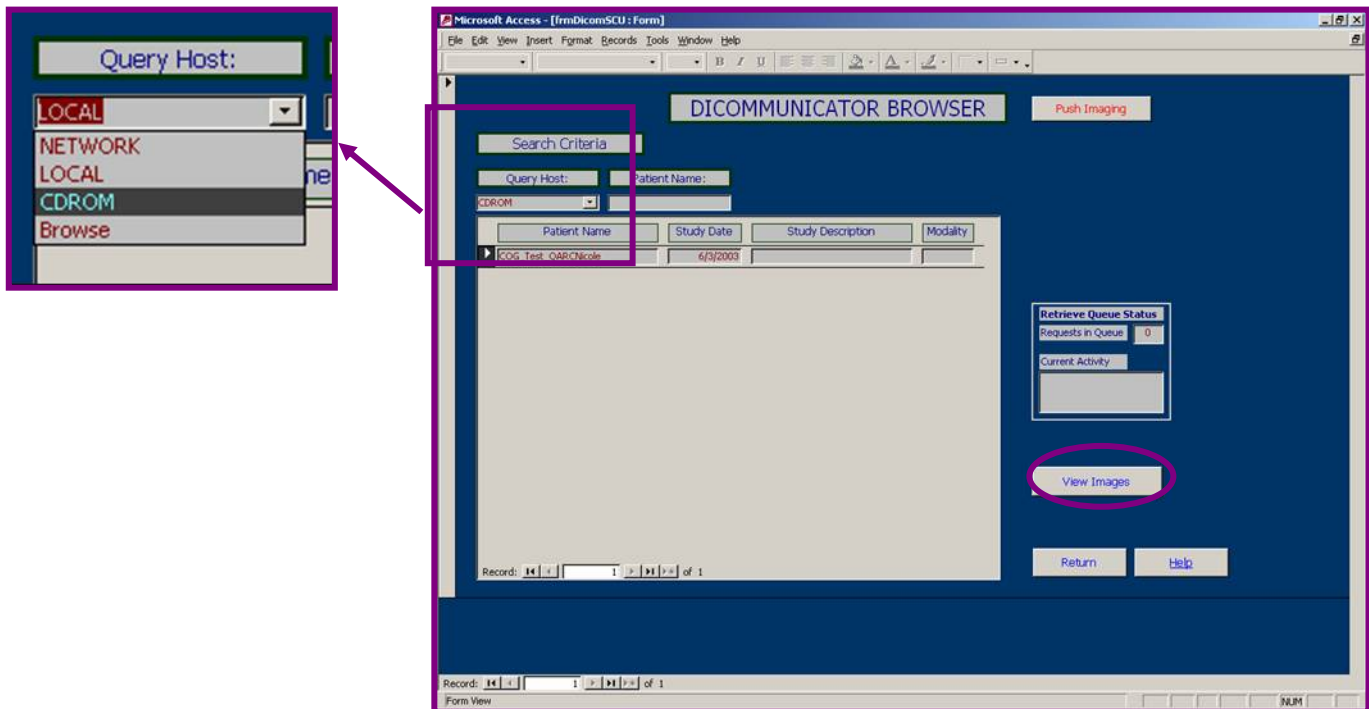 Query Host:
LOCAL
NETWORK
LOCAL
CDROM
Browse
ne
Microsoft Access - [frmDicomSCU : Form]
File Edit View Insert Format Records Tools Window Help
B I U
DICOMMUNICATOR BROWSER
Push Imaging
Search Criteria
Query Host: Patient Name:
CDROM
Patient Name Study Date Study Description Modality
COG_Test_QARCNicole 6/3/2003
Retrieve Queue Status
Requests in Queue 0
Current Activity
View Images
Return Help
Record: 1 of 1
Record: 1 of 1
Form View NUM